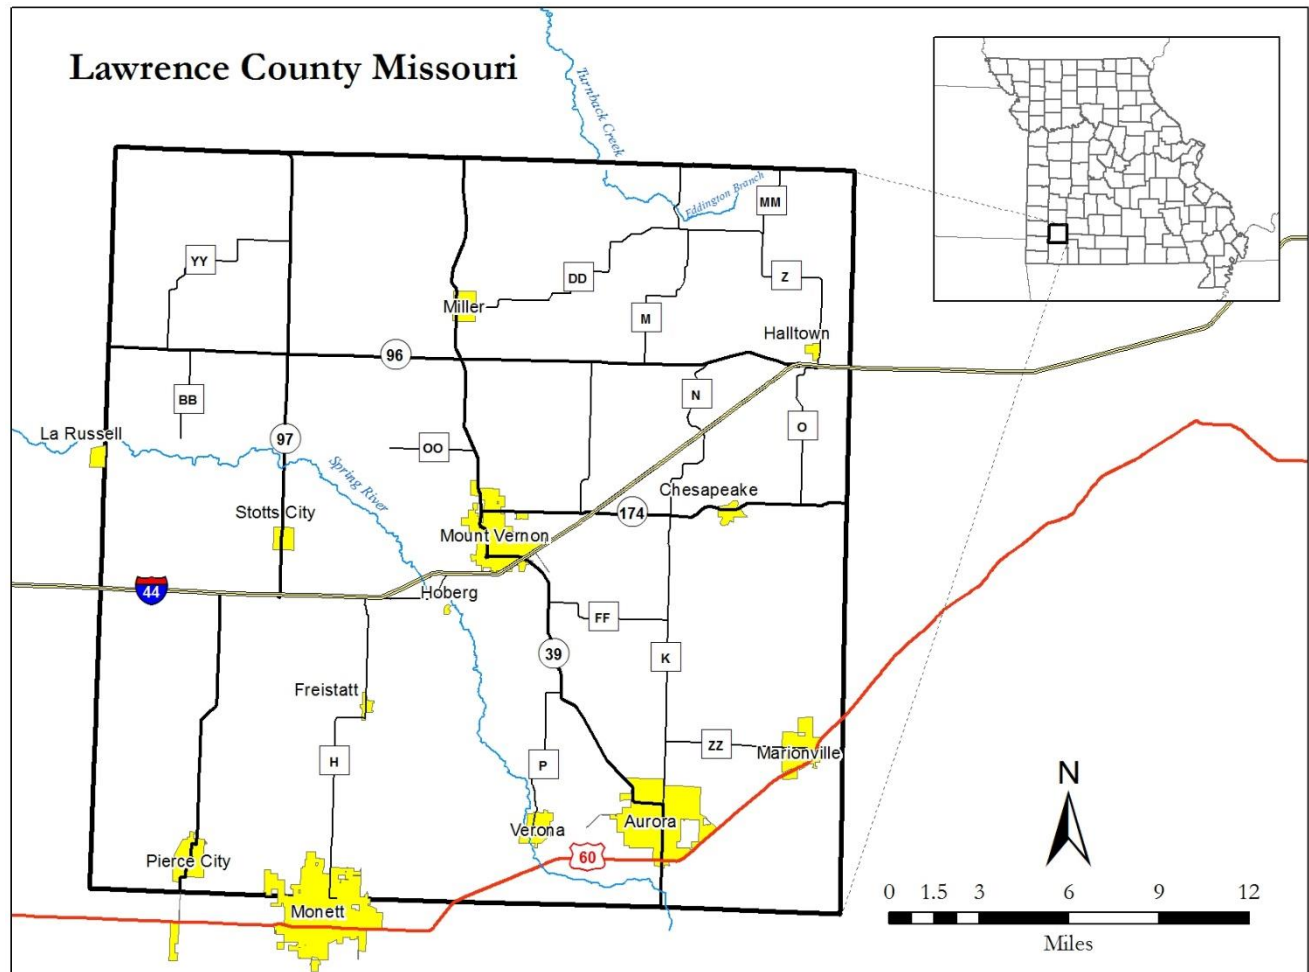 Lawrence County Missouri
Turnback Creek
Eddington Branch
MM
YY
DD
Z
Miller
M
Halltown
96
BB
N
La Russell
97
OO
O
Spring River
Chesapeake
Stotts City
174
Mount Vernon
44
Hoberg
FF
39
K
Freistatt
H
P
ZZ
Marionville
N
Verona
Aurora
60
Pierce City
Monett
0 1.5 3 6 9 12
Miles